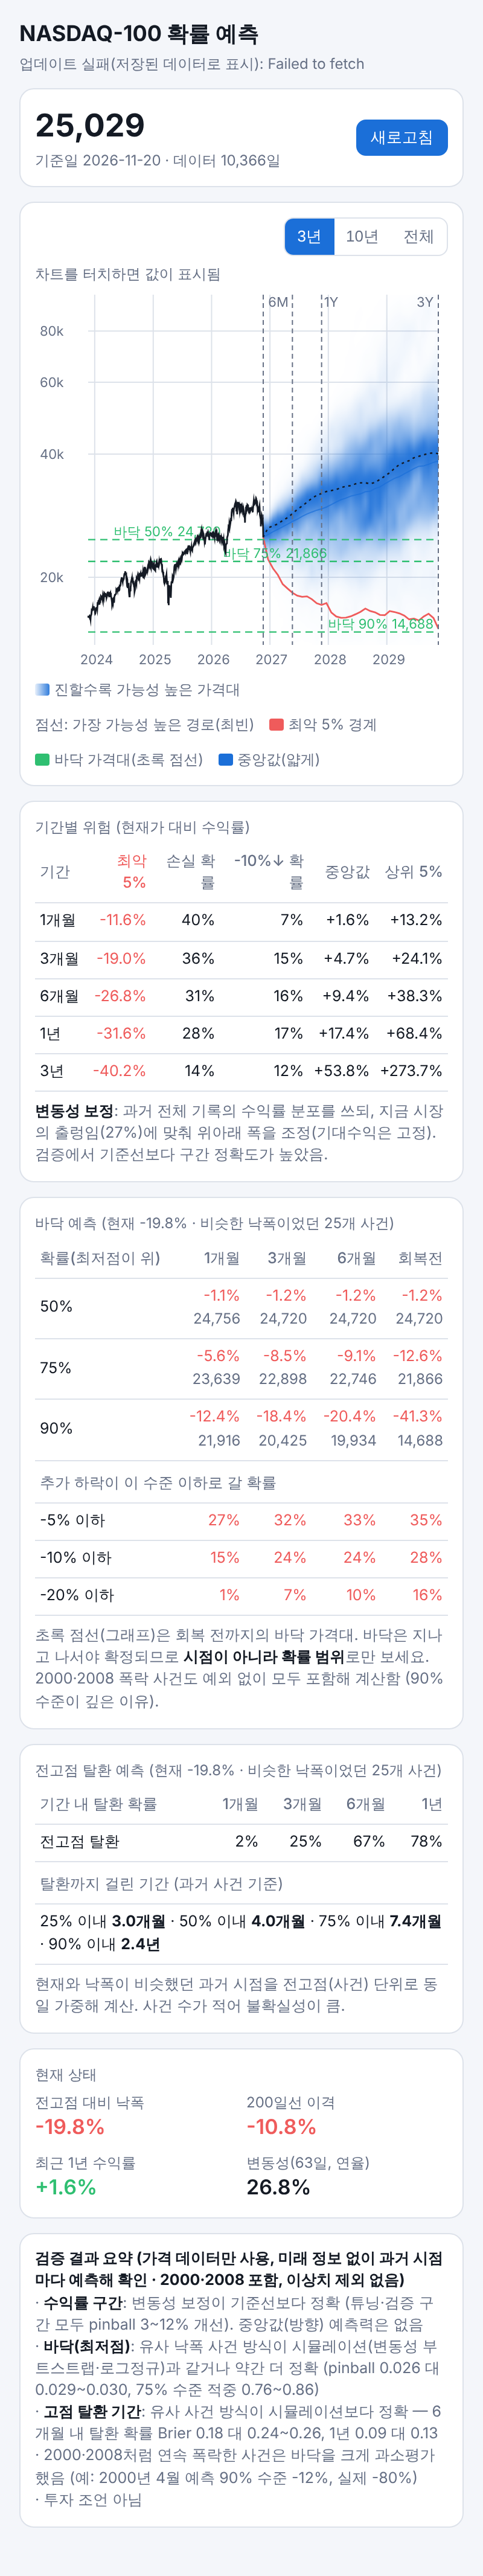 NASDAQ-100 확률 예측
업데이트 실패(저장된 데이터로 표시): Failed to fetch
25,029
기준일 2026-11-20 · 데이터 10,366일
새로고침
3년 10년 전체
차트를 터치하면 값이 표시됨
6M 1Y 3Y
80k
60k
40k
바닥 50% 24,720
바닥 75% 21,866
20k
바닥 90% 14,688
2024 2025 2026 2027 2028 2029
진할수록 가능성 높은 가격대
점선: 가장 가능성 높은 경로(최빈) 최악 5% 경계
바닥 가격대(초록 점선) 중앙값(얇게)
기간별 위험 (현재가 대비 수익률)
기간 최악 5% 손실 확률 -10%↓ 확률 중앙값 상위 5%
1개월 -11.6% 40% 7% +1.6% +13.2%
3개월 -19.0% 36% 15% +4.7% +24.1%
6개월 -26.8% 31% 16% +9.4% +38.3%
1년 -31.6% 28% 17% +17.4% +68.4%
3년 -40.2% 14% 12% +53.8% +273.7%
변동성 보정: 과거 전체 기록의 수익률 분포를 쓰되, 지금 시장
의 출렁임(27%)에 맞춰 위아래 폭을 조정(기대수익은 고정).
검증에서 기준선보다 구간 정확도가 높았음.
바닥 예측 (현재 -19.8% · 비슷한 낙폭이었던 25개 사건)
확률(최저점이 위) 1개월 3개월 6개월 회복전
50% -1.1% -1.2% -1.2% -1.2%
24,756 24,720 24,720 24,720
75% -5.6% -8.5% -9.1% -12.6%
23,639 22,898 22,746 21,866
90% -12.4% -18.4% -20.4% -41.3%
21,916 20,425 19,934 14,688
추가 하락이 이 수준 이하로 갈 확률
-5% 이하 27% 32% 33% 35%
-10% 이하 15% 24% 24% 28%
-20% 이하 1% 7% 10% 16%
초록 점선(그래프)은 회복 전까지의 바닥 가격대. 바닥은 지나
고 나서야 확정되므로 시점이 아니라 확률 범위로만 보세요.
2000·2008 폭락 사건도 예외 없이 모두 포함해 계산함 (90%
수준이 깊은 이유).
전고점 탈환 예측 (현재 -19.8% · 비슷한 낙폭이었던 25개 사건)
기간 내 탈환 확률 1개월 3개월 6개월 1년
전고점 탈환 2% 25% 67% 78%
탈환까지 걸린 기간 (과거 사건 기준)
25% 이내 3.0개월 · 50% 이내 4.0개월 · 75% 이내 7.4개월
· 90% 이내 2.4년
현재와 낙폭이 비슷했던 과거 시점을 전고점(사건) 단위로 동
일 가중해 계산. 사건 수가 적어 불확실성이 큼.
현재 상태
전고점 대비 낙폭 200일선 이격
-19.8% -10.8%
최근 1년 수익률 변동성(63일, 연율)
+1.6% 26.8%
검증 결과 요약 (가격 데이터만 사용, 미래 정보 없이 과거 시점
마다 예측해 확인 · 2000·2008 포함, 이상치 제외 없음)
· 수익률 구간: 변동성 보정이 기준선보다 정확 (튜닝·검증 구
간 모두 pinball 3~12% 개선). 중앙값(방향) 예측력은 없음
· 바닥(최저점): 유사 낙폭 사건 방식이 시뮬레이션(변동성 부
트스트랩·로그정규)과 같거나 약간 더 정확 (pinball 0.026 대
0.029~0.030, 75% 수준 적중 0.76~0.86)
· 고점 탈환 기간: 유사 사건 방식이 시뮬레이션보다 정확 — 6
개월 내 탈환 확률 Brier 0.18 대 0.24~0.26, 1년 0.09 대 0.13
· 2000·2008처럼 연속 폭락한 사건은 바닥을 크게 과소평가
했음 (예: 2000년 4월 예측 90% 수준 -12%, 실제 -80%)
· 투자 조언 아님